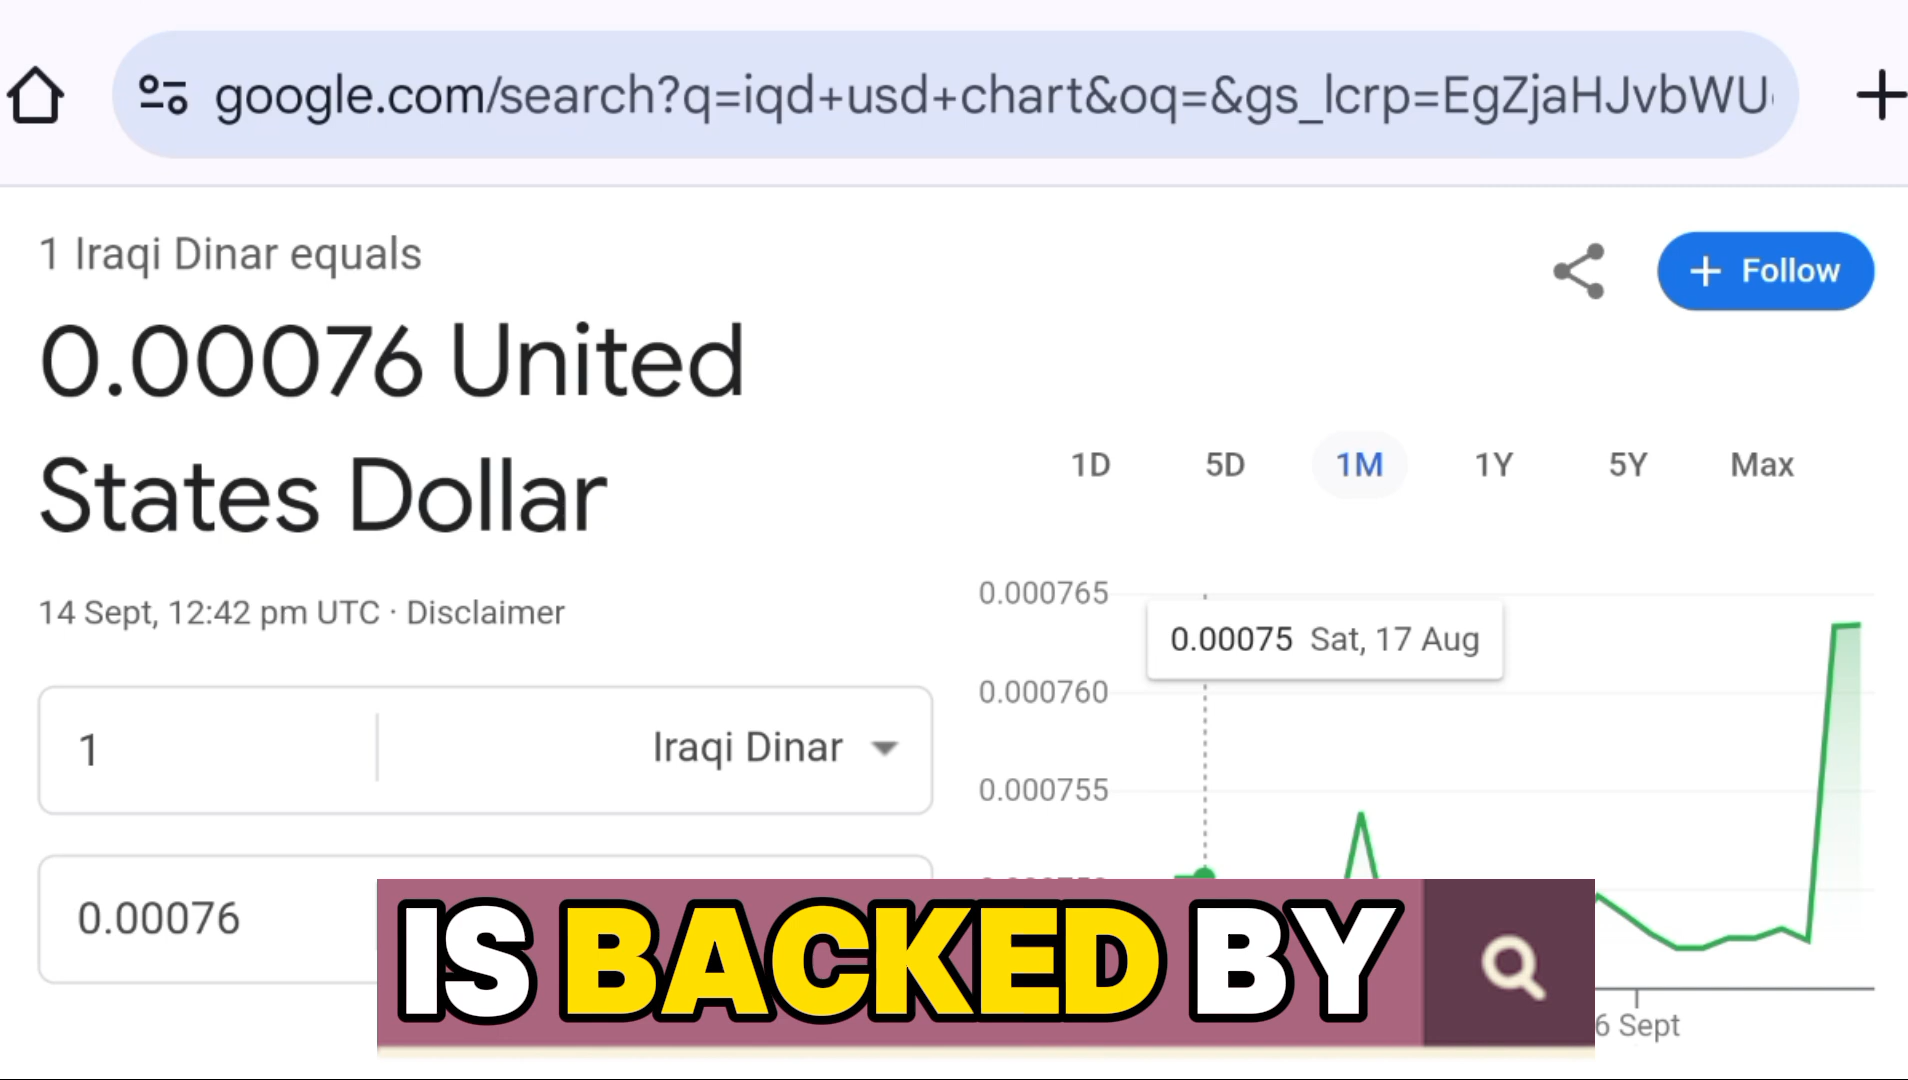 google.com/search?q=iqd+usd+chart&oq=&gs_lcrp=EgZjaHJvbWU
1 Iraqi Dinar equals
Follow
0.00076 United
States Dollar
1D 5D 1M 1Y 5Y Max
14 Sept, 12:42 pm UTC · Disclaimer
0.000765
0.00075 Sat, 17 Aug
0.000760
1 Iraqi Dinar
0.000755
0.00076
IS BACKED BY
6 Sept